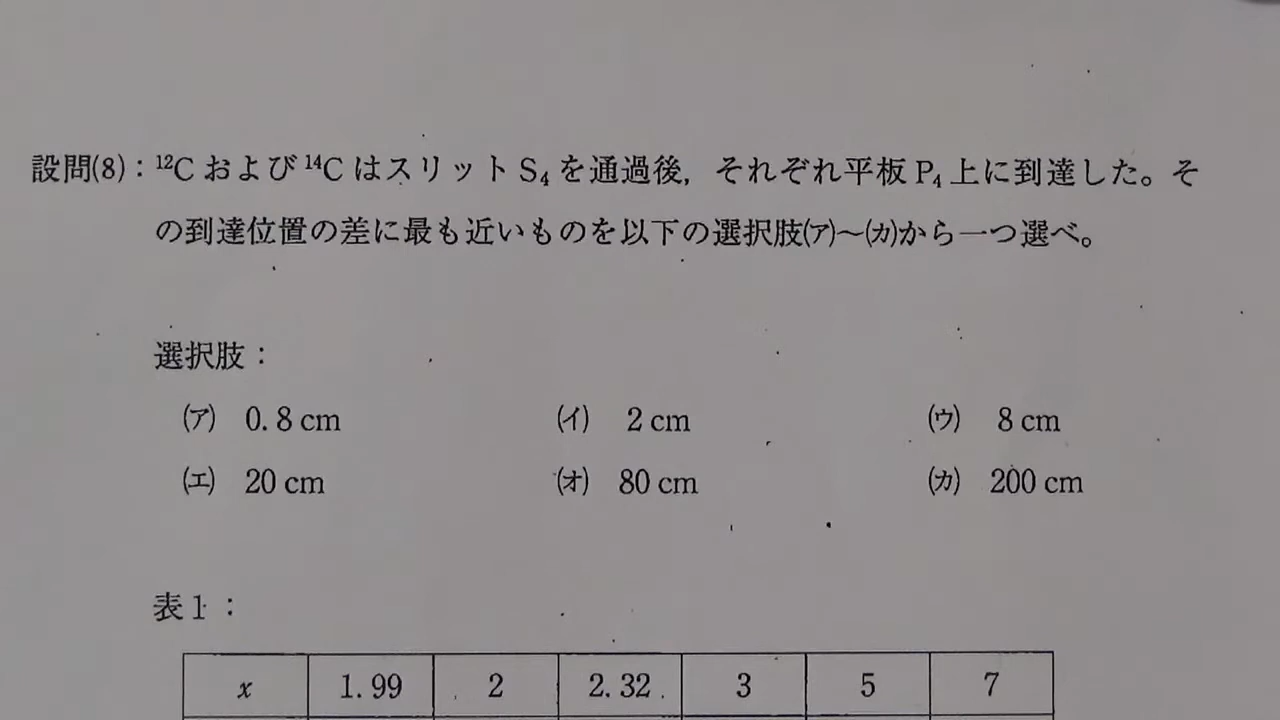 設問(8)：¹²C および ¹⁴C はスリット S₄ を通過後，それぞれ平板 P₄ 上に到達した。そ
の到達位置の差に最も近いものを以下の選択肢(ア)～(カ)から一つ選べ。
選択肢：
(ア) 0.8 cm (イ) 2 cm (ウ) 8 cm
(エ) 20 cm (オ) 80 cm (カ) 200 cm
表1：
x 1.99 2 2.32 3 5 7